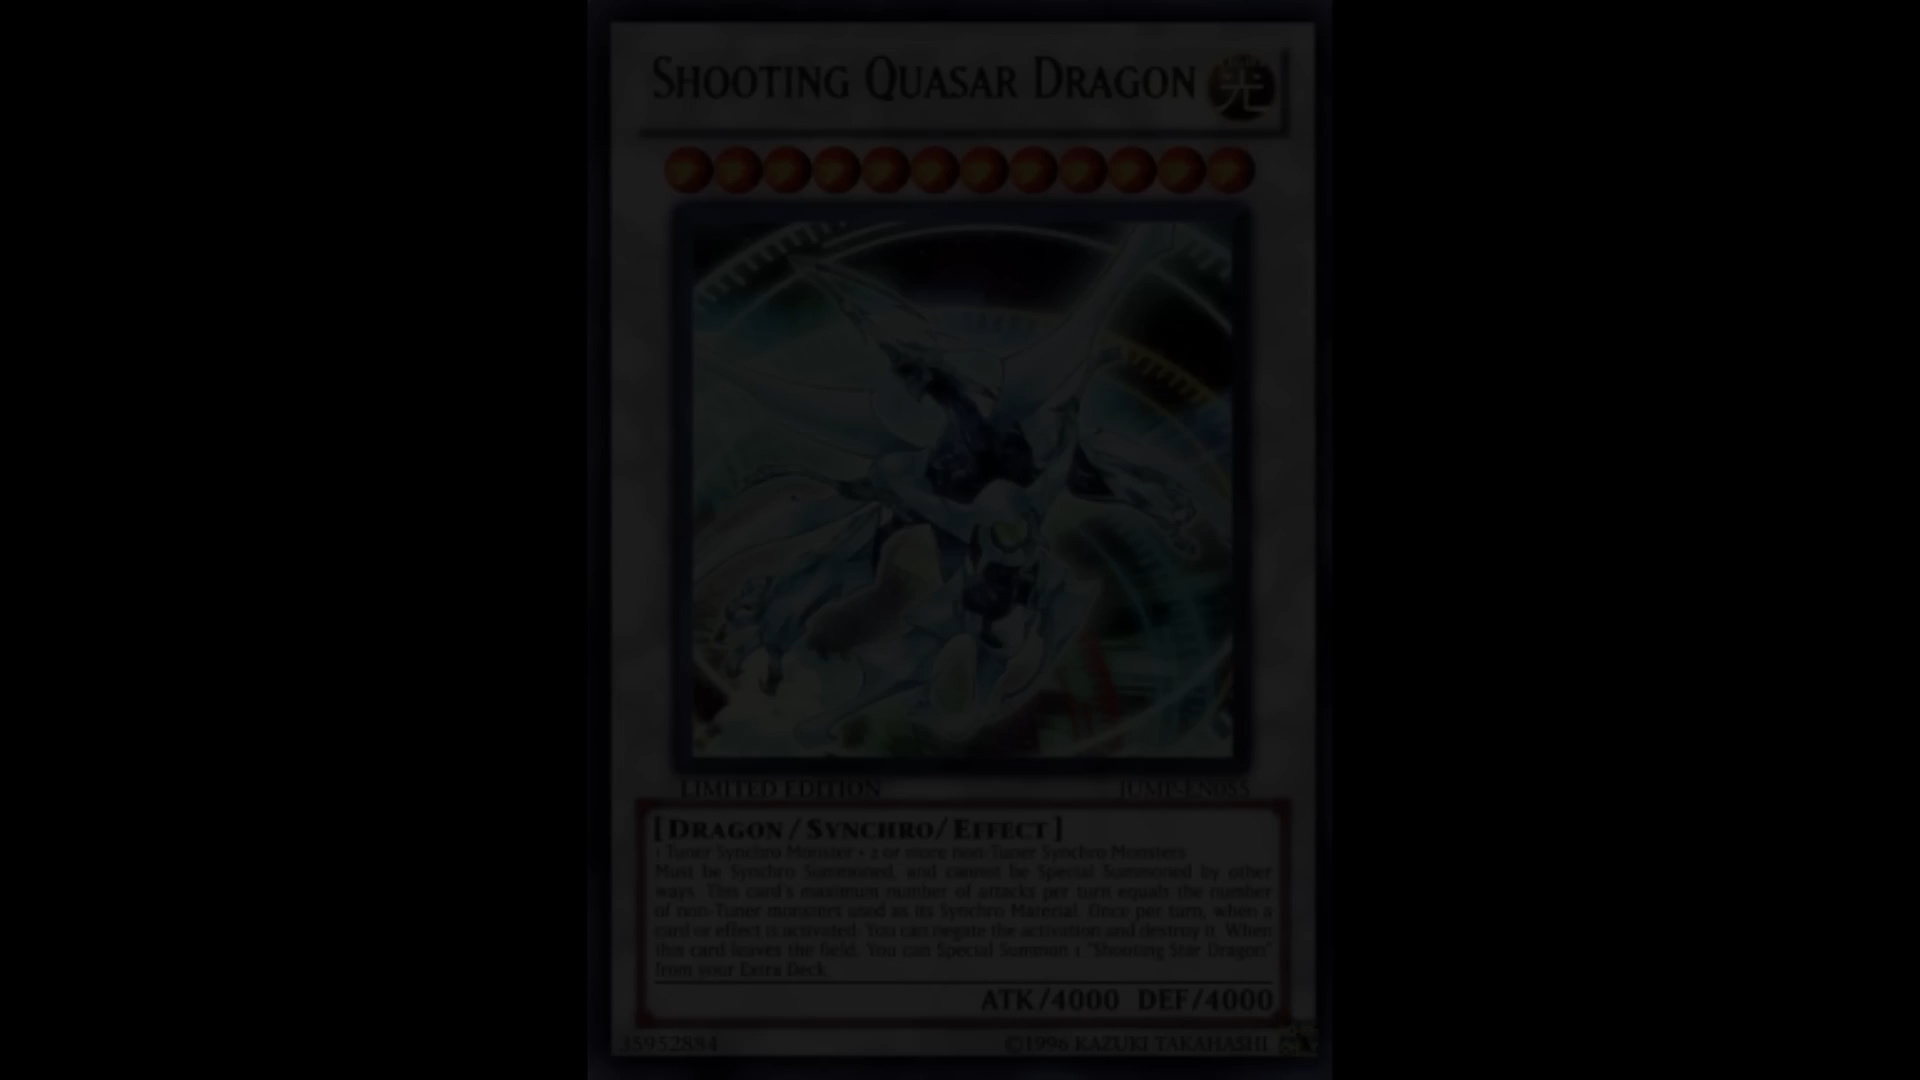 SHOOTING QUASAR DRAGON
光
LIMITED EDITION JUMP-EN055
[DRAGON/SYNCHRO/EFFECT]
1 Tuner Synchro Monster + 2 or more non-Tuner Synchro Monsters
Must be Synchro Summoned, and cannot be Special Summoned by other
ways. This card's maximum number of attacks per turn equals the number
of non-Tuner monsters used as its Synchro Material. Once per turn, when a
card or effect is activated: You can negate the activation and destroy it. When
this card leaves the field: You can Special Summon 1 "Shooting Star Dragon"
from your Extra Deck.
ATK/4000 DEF/4000
35952884 ©1996 KAZUKI TAKAHASHI